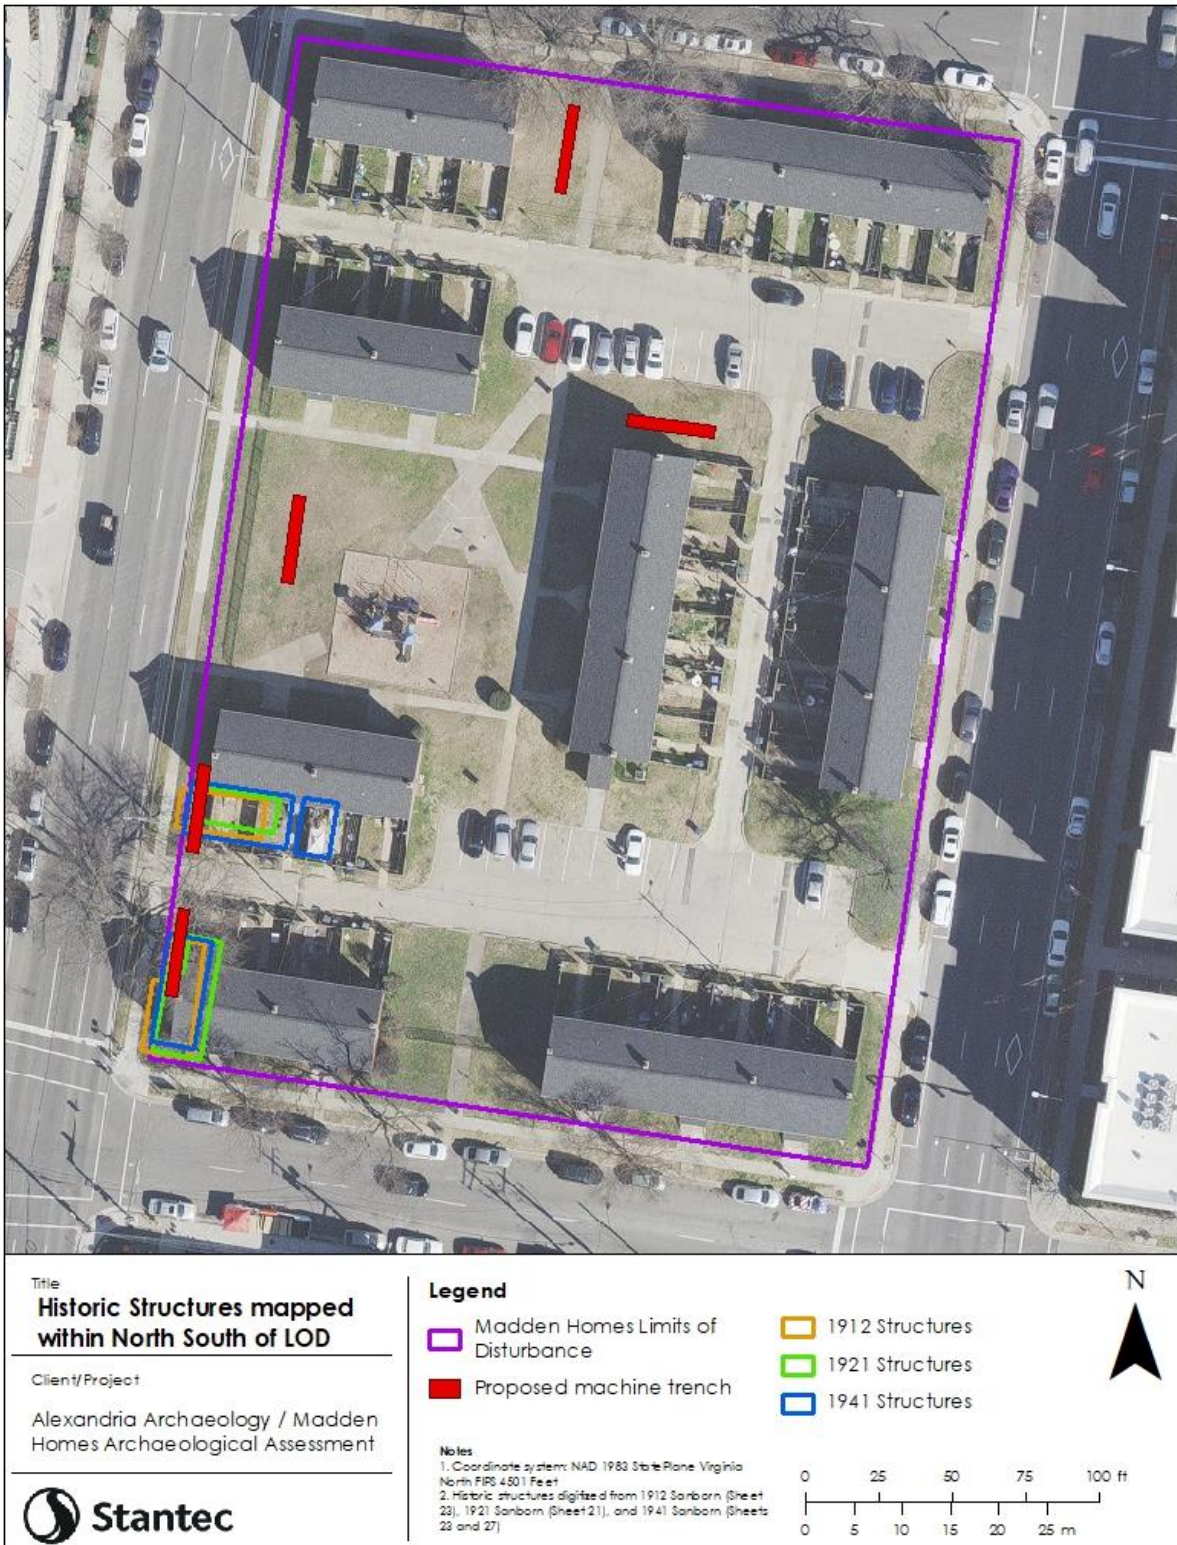 Title
Historic Structures mapped
within North South of LOD
Client/Project
Alexandria Archaeology / Madden
Homes Archaeological Assessment
Stantec
Legend
Madden Homes Limits of
Disturbance
Proposed machine trench
1912 Structures
1921 Structures
1941 Structures
N
Notes
1. Coordinate system: NAD 1983 StatePlane Virginia
North FIPS 4501 Feet
2. Historic structures digitized from 1912 Sanborn (Sheet
23), 1921 Sanborn (Sheet 21), and 1941 Sanborn (Sheets
23 and 27)
0 25 50 75 100 ft
0 5 10 15 20 25 m